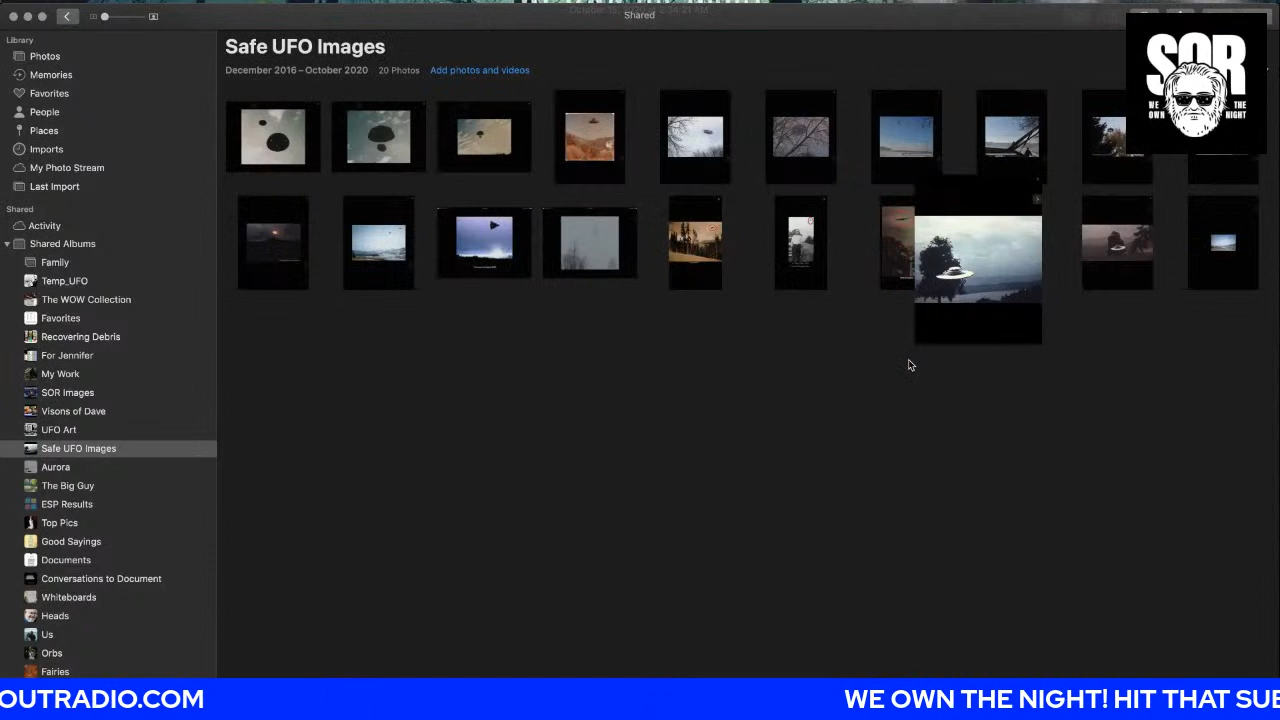 Shared
Library
Photos
Memories
Favorites
People
Places
Imports
My Photo Stream
Last Import
Shared
Activity
Shared Albums
Family
Temp_UFO
The WOW Collection
Favorites
Recovering Debris
For Jennifer
My Work
SOR Images
Visons of Dave
UFO Art
Safe UFO Images
Aurora
The Big Guy
ESP Results
Top Pics
Good Sayings
Documents
Conversations to Document
Whiteboards
Heads
Us
Orbs
Fairies
Safe UFO Images
December 2016 – October 2020 20 Photos Add photos and videos
SOR
WE THE
OWN NIGHT
OUTRADIO.COM WE OWN THE NIGHT! HIT THAT SUB